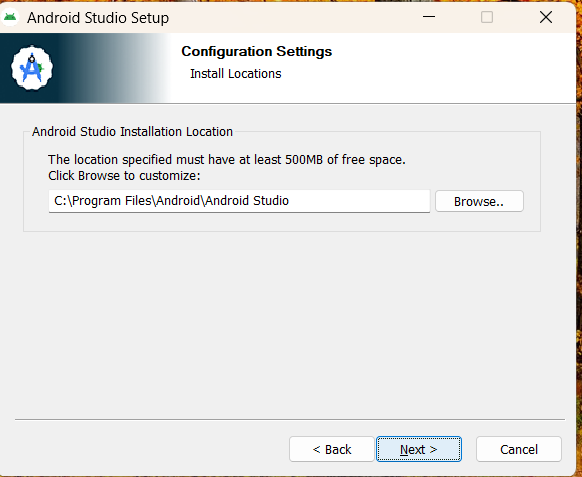 Android Studio Setup
Configuration Settings
Install Locations
Android Studio Installation Location
The location specified must have at least 500MB of free space.
Click Browse to customize:
C:\Program Files\Android\Android Studio
Browse..
< Back
Next >
Cancel